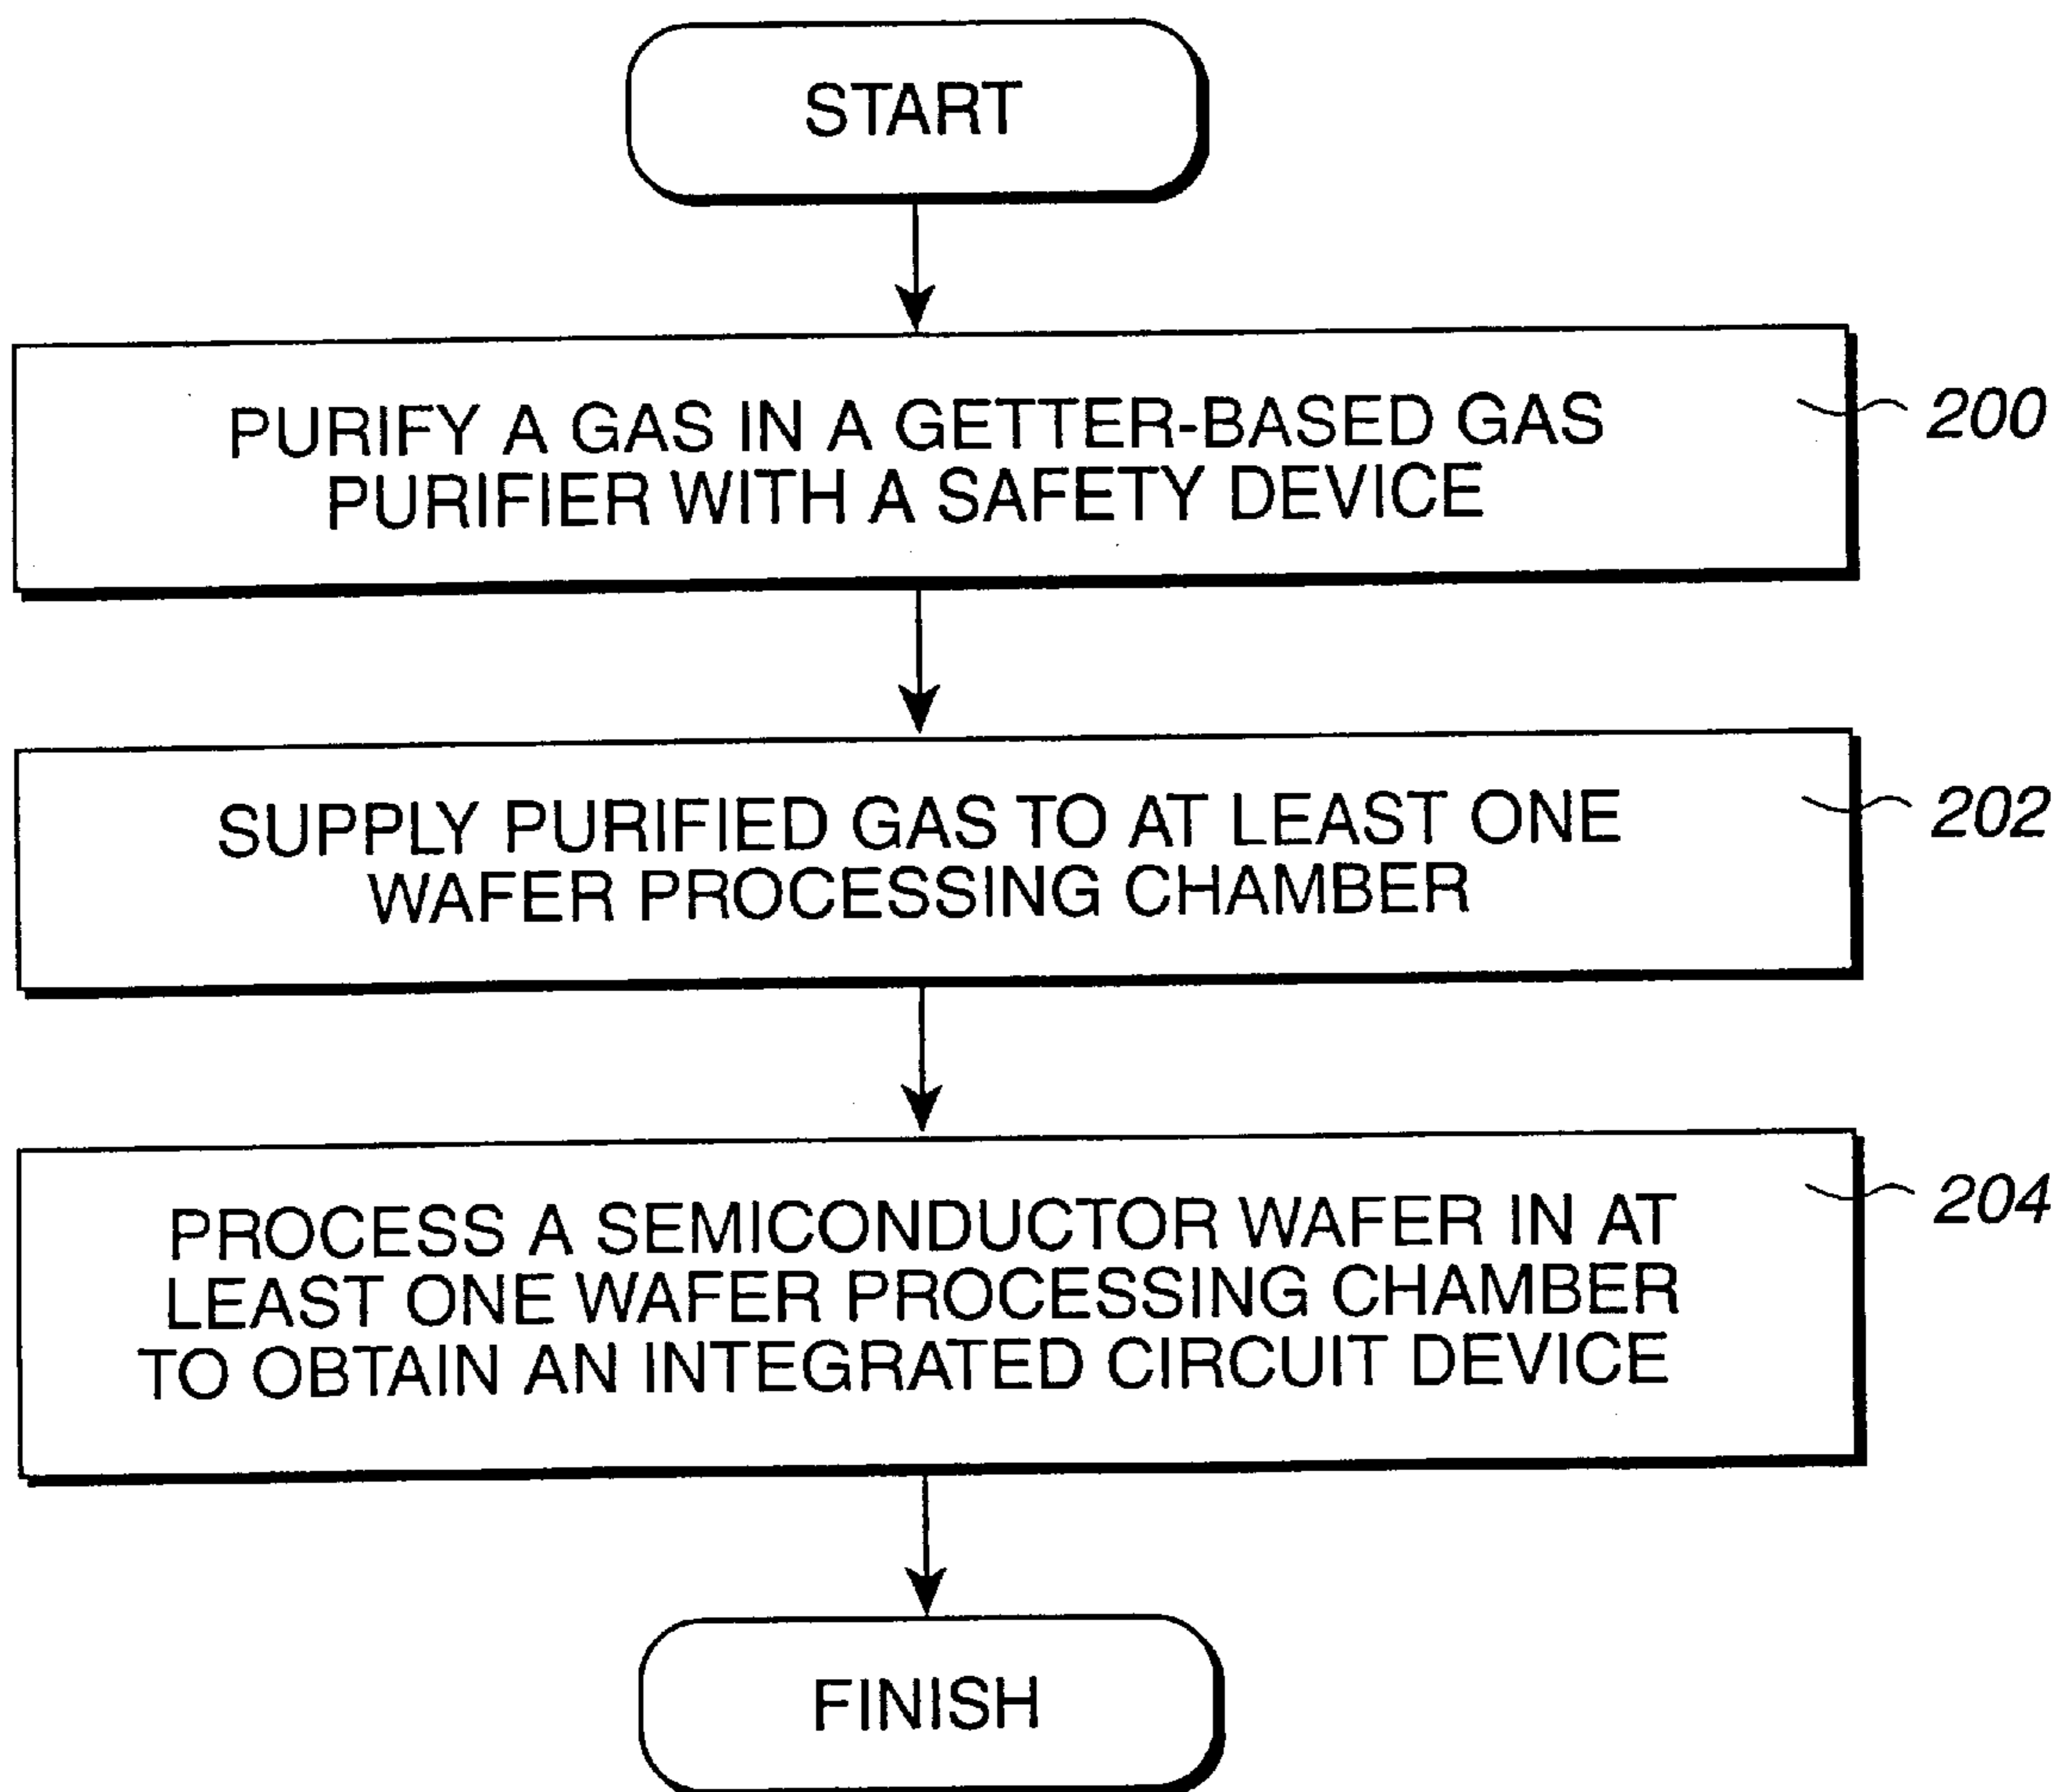 START
PURIFY A GAS IN A GETTER-BASED GAS
PURIFIER WITH A SAFETY DEVICE
200
SUPPLY PURIFIED GAS TO AT LEAST ONE
WAFER PROCESSING CHAMBER
202
PROCESS A SEMICONDUCTOR WAFER IN AT
LEAST ONE WAFER PROCESSING CHAMBER
TO OBTAIN AN INTEGRATED CIRCUIT DEVICE
204
FINISH